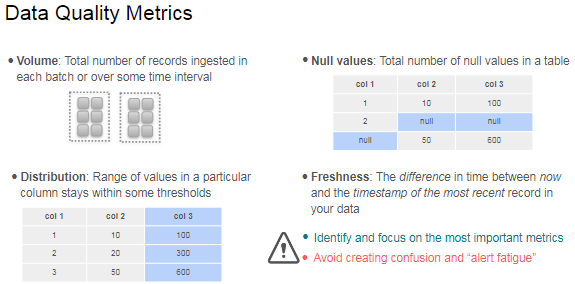 Data Quality Metrics
• Volume: Total number of records ingested in
each batch or over some time interval
• Null values: Total number of null values in a table
col 1 col 2 col 3
1 10 100
2 null null
null 50 600
• Distribution: Range of values in a particular
column stays within some thresholds
col 1 col 2 col 3
1 10 100
2 20 300
3 50 600
• Freshness: The difference in time between now
and the timestamp of the most recent record in
your data
• Identify and focus on the most important metrics
• Avoid creating confusion and “alert fatigue”